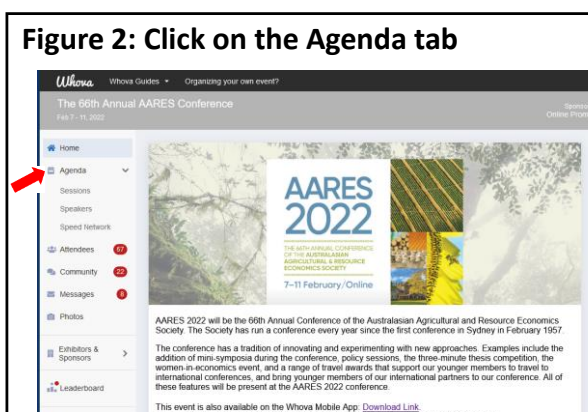 Figure 2: Click on the Agenda tab
Whova Whova Guides Organizing your own event?
The 66th Annual AARES Conference
Feb 7 - 11, 2022
Online Prom
Home
Agenda
Sessions
Speakers
Speed Network
Attendees 57
Community 22
Messages 8
Photos
Exhibitors &
Sponsors
Leaderboard
AARES
2022
THE 66TH ANNUAL CONFERENCE
OF THE AUSTRALASIAN
AGRICULTURAL & RESOURCE
ECONOMICS SOCIETY
7–11 February/Online
AARES 2022 will be the 66th Annual Conference of the Australasian Agricultural and Resource Economics
Society. The Society has run a conference every year since the first conference in Sydney in February 1957.
The conference has a tradition of innovating and experimenting with new approaches. Examples include the
addition of mini-symposia during the conference, policy sessions, the three-minute thesis competition, the
women-in-economics event, and a range of travel awards that support our younger members to travel to
international conferences, and bring younger members of our international partners to our conference. All of
these features will be present at the AARES 2022 conference.
This event is also available on the Whova Mobile App: Download Link.